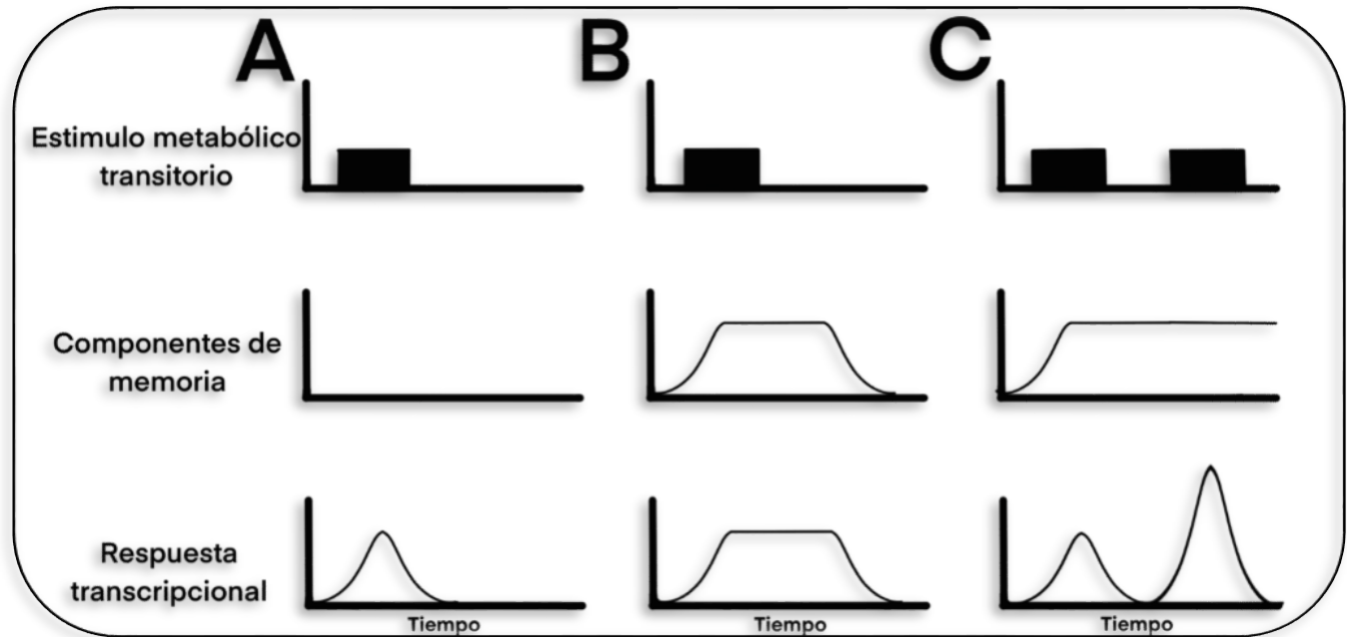 A B C
Estimulo metabólico
transitorio
Componentes de
memoria
Respuesta
transcripcional
Tiempo Tiempo Tiempo